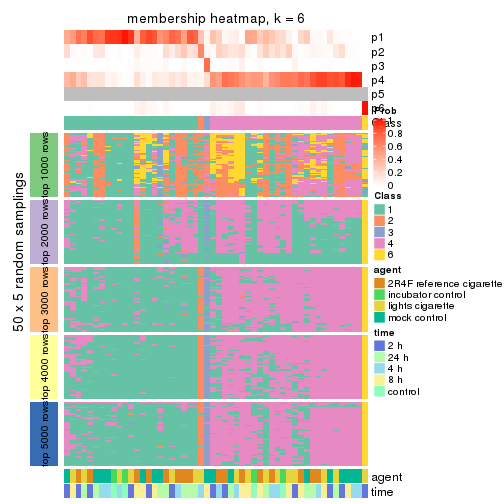 membership heatmap, k = 6
p1
p2
p3
p4
p5
p6
Prob
1
0.8
0.6
0.4
0.2
0
Class
Class
1
2
3
4
6
agent
2R4F reference cigarette
incubator control
lights cigarette
mock control
time
2 h
24 h
4 h
8 h
control
50 x 5 random samplings
top 1000 rows
top 2000 rows
top 3000 rows
top 4000 rows
top 5000 rows
agent
time